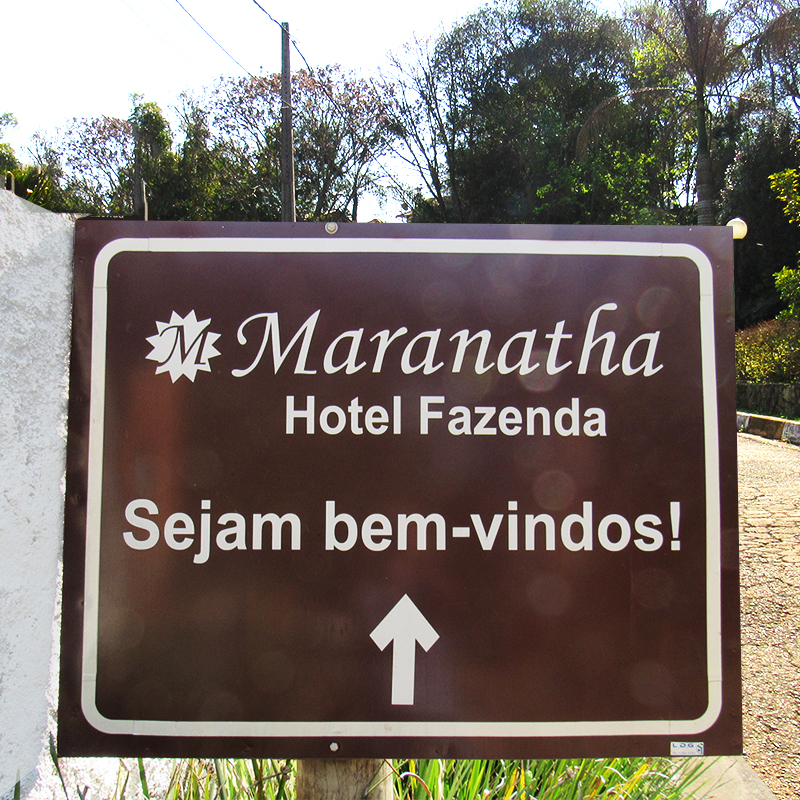 M Maranatha
Hotel Fazenda
Sejam bem-vindos!